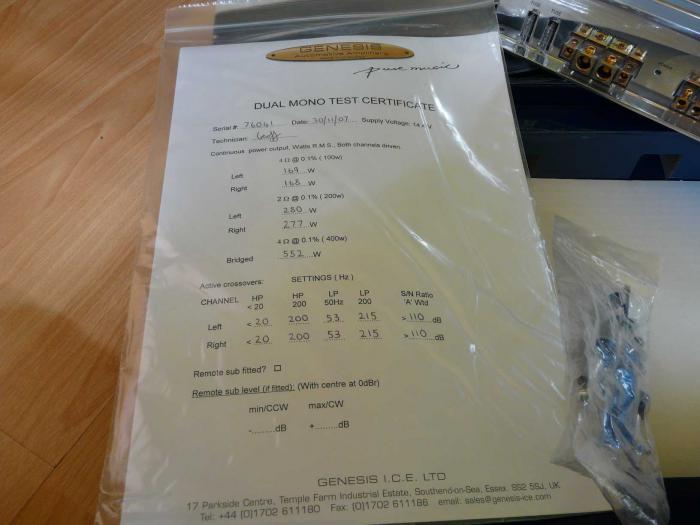 GENESIS
Automotive Amplifiers
pure music
DUAL MONO TEST CERTIFICATE
Serial #: 76041 Date: 30/11/07 Supply Voltage: 14.4V
Technician: Geoff
Continuous power output, Watts R.M.S., Both channels driven.
4 Ω @ 0.1% ( 100w)
Left 169 W
Right 168 W
2 Ω @ 0.1% ( 200w)
Left 280 W
Right 277 W
4 Ω @ 0.1% ( 400w)
Bridged 552 W
Active crossovers: SETTINGS ( Hz )
CHANNEL HP < 20 HP 200 LP 50Hz LP 200 S/N Ratio 'A' Wtd
Left < 20 200 53 215 > 110 dB
Right < 20 200 53 215 > 110 dB
Remote sub fitted? ☐
Remote sub level (if fitted): (With centre at 0dBr)
min/CCW max/CW
-........dB +........dB
GENESIS I.C.E. LTD
17 Parkside Centre, Temple Farm Industrial Estate, Southend-on-Sea, Essex. SS2 5SJ, UK
Tel: +44 (0)1702 611180 Fax: (0)1702 611186 email: sales@genesis-ice.com
FUSE
FUSE